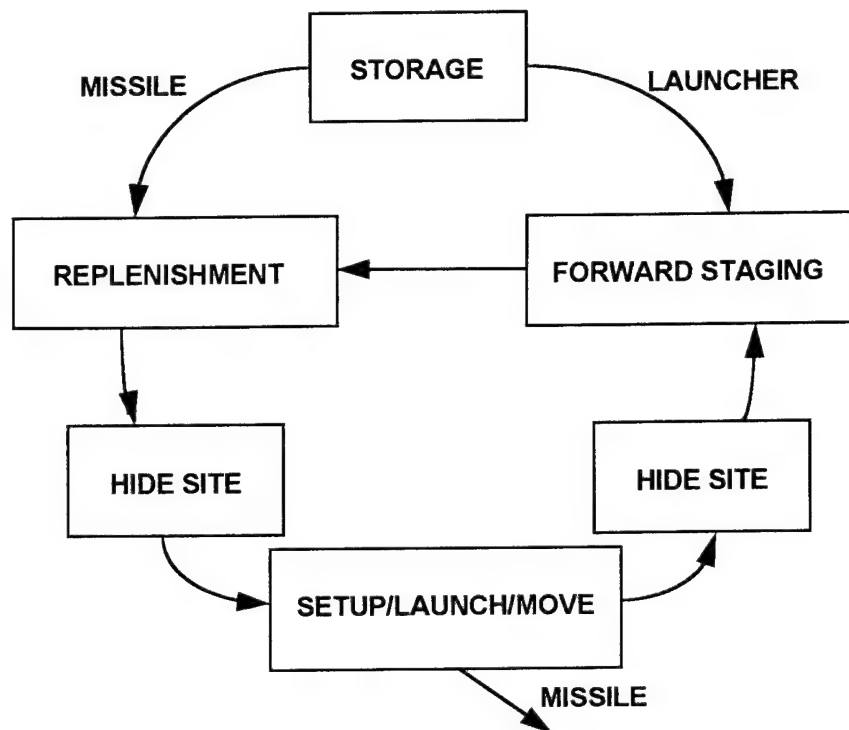 STORAGE
MISSILE
LAUNCHER
REPLENISHMENT
FORWARD STAGING
HIDE SITE
HIDE SITE
SETUP/LAUNCH/MOVE
MISSILE